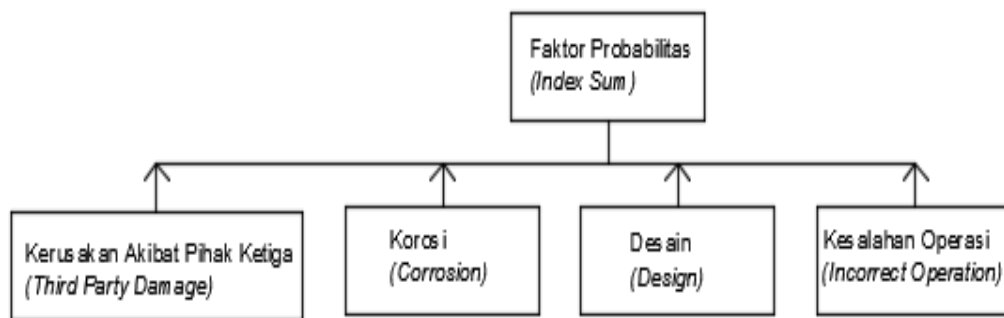 Faktor Probabilitas
(Index Sum)
Kerusakan Akibat Pihak Ketiga
(Third Party Damage)
Korosi
(Corrosion)
Desain
(Design)
Kesalahan Operasi
(Incorrect Operation)